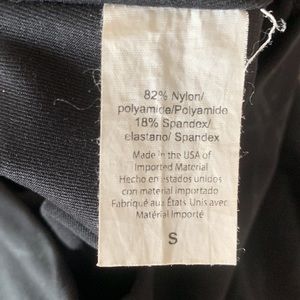 82% Nylon/
polyamide/Polyamide
18% Spandex/
elastano/ Spandex
Made in the USA of
Imported Material
Hecho en estados unidos
con material importado
Fabriqué aux États Unis avec
Matérial Importé
S